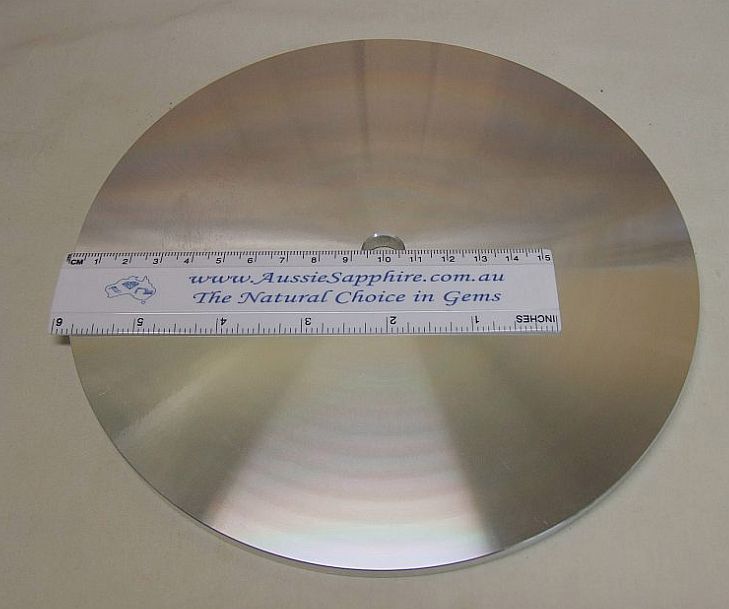 CM 1 2 3 4 5 6 7 8 9 10 11 12 13 14 15
www.AussieSapphire.com.au
The Natural Choice in Gems
6 5 4 3 2 1 INCHES